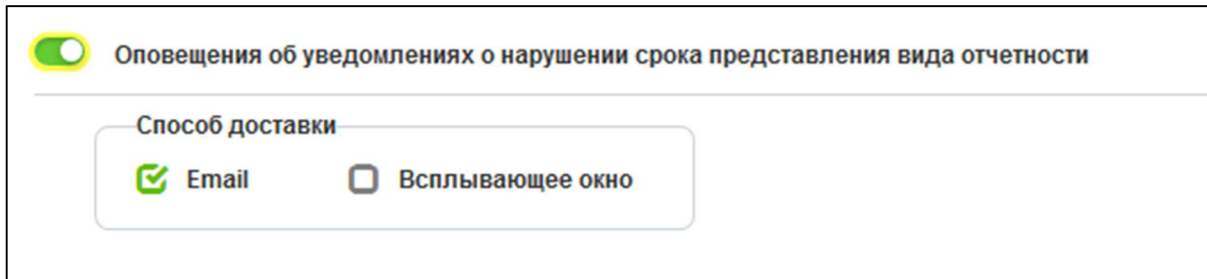 Оповещения об уведомлениях о нарушении срока представления вида отчетности
Способ доставки
Email Всплывающее окно